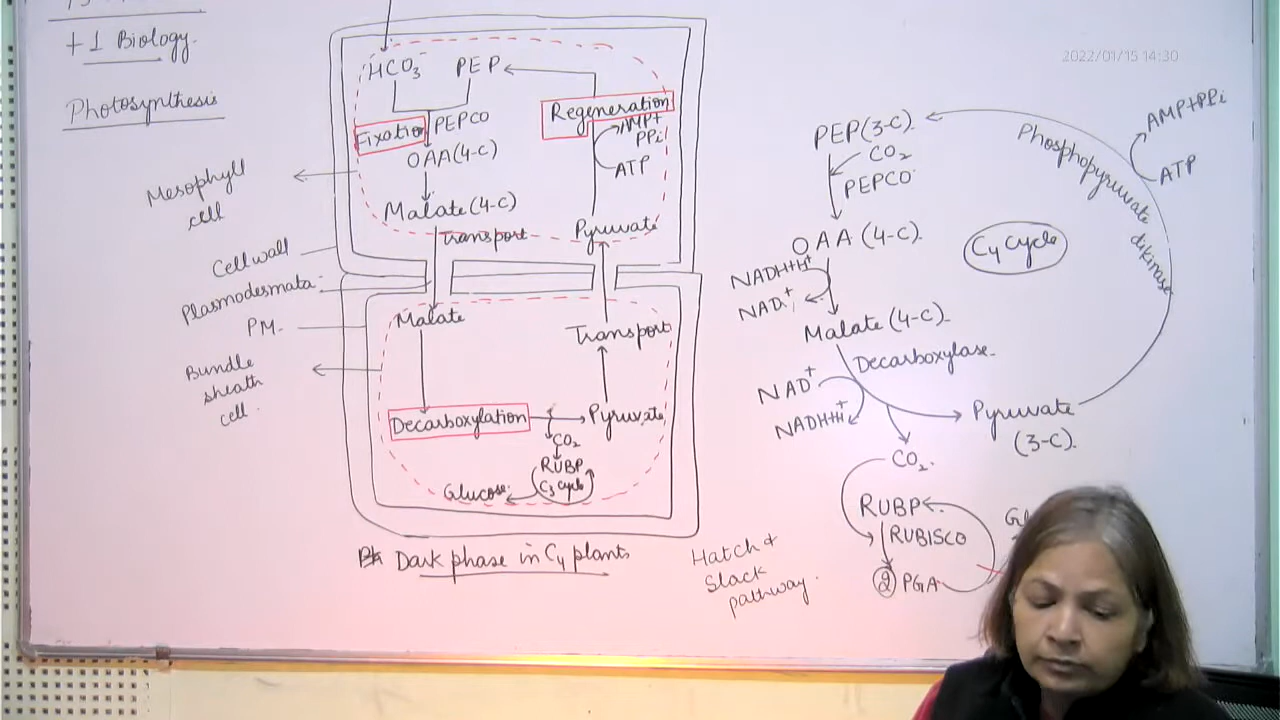 +1 Biology.
Photosynthesis
2022/01/15 14:30
HCO3-
PEP
Fixation
PEPCO
OAA (4-C)
Malate (4-C)
Regeneration
AMP+
PPi
ATP
Pyruvate
Transport
Mesophyll
cell
Cell wall
Plasmodesmata
PM.
Bundle
sheath
cell.
Malate
Transport
Decarboxylation
Pyruvate
CO2
RUBP
C3 cycle
Glucose.
Dark phase in C4 plants
Hatch &
Slack
pathway.
PEP (3-C).
CO2
PEPCO
OAA (4-C).
NADH+H+
NAD+
Malate (4-C).
Decarboxylase.
NAD+
NADH+H+
Pyruvate
(3-C).
CO2.
RUBP
RUBISCO
2 PGA
C4 cycle
Phosphopyruvate
dikinase
AMP+PPi
ATP